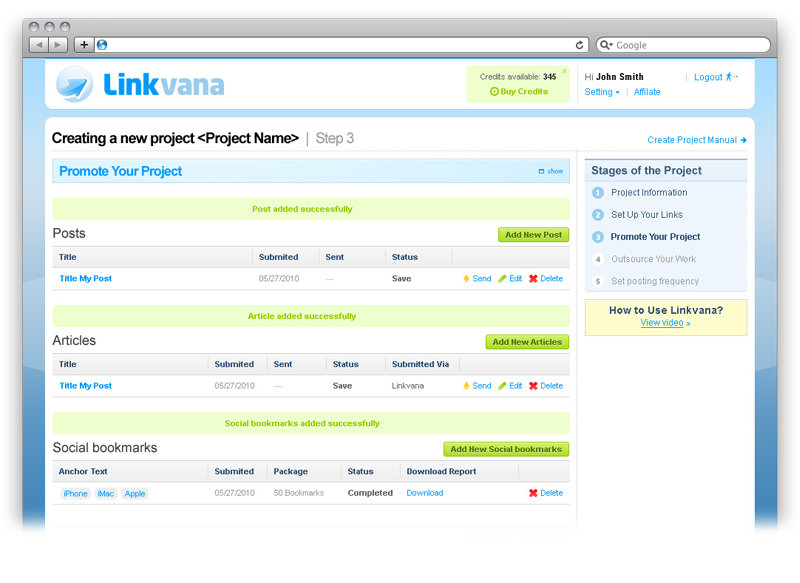 Google
Linkvana
Credits available: 345
Buy Credits
Hi John Smith
Logout
Setting
Affilate
Creating a new project <Project Name> | Step 3
Create Project Manual
Promote Your Project
show
Post added successfully
Posts
Add New Post
Title Submited Sent Status
Title My Post 05/27/2010 — Save Send Edit Delete
Article added successfully
Articles
Add New Articles
Title Submited Sent Status Submitted Via
Title My Post 05/27/2010 — Save Linkvana Send Edit Delete
Social bookmarks added successfully
Social bookmarks
Add New Social bookmarks
Anchor Text Submited Package Status Download Report
iPhone iMac Apple 05/27/2010 50 Bookmarks Completed Download Delete
Stages of the Project
1 Project Information
2 Set Up Your Links
3 Promote Your Project
4 Outsource Your Work
5 Set posting frequency
How to Use Linkvana?
View video »